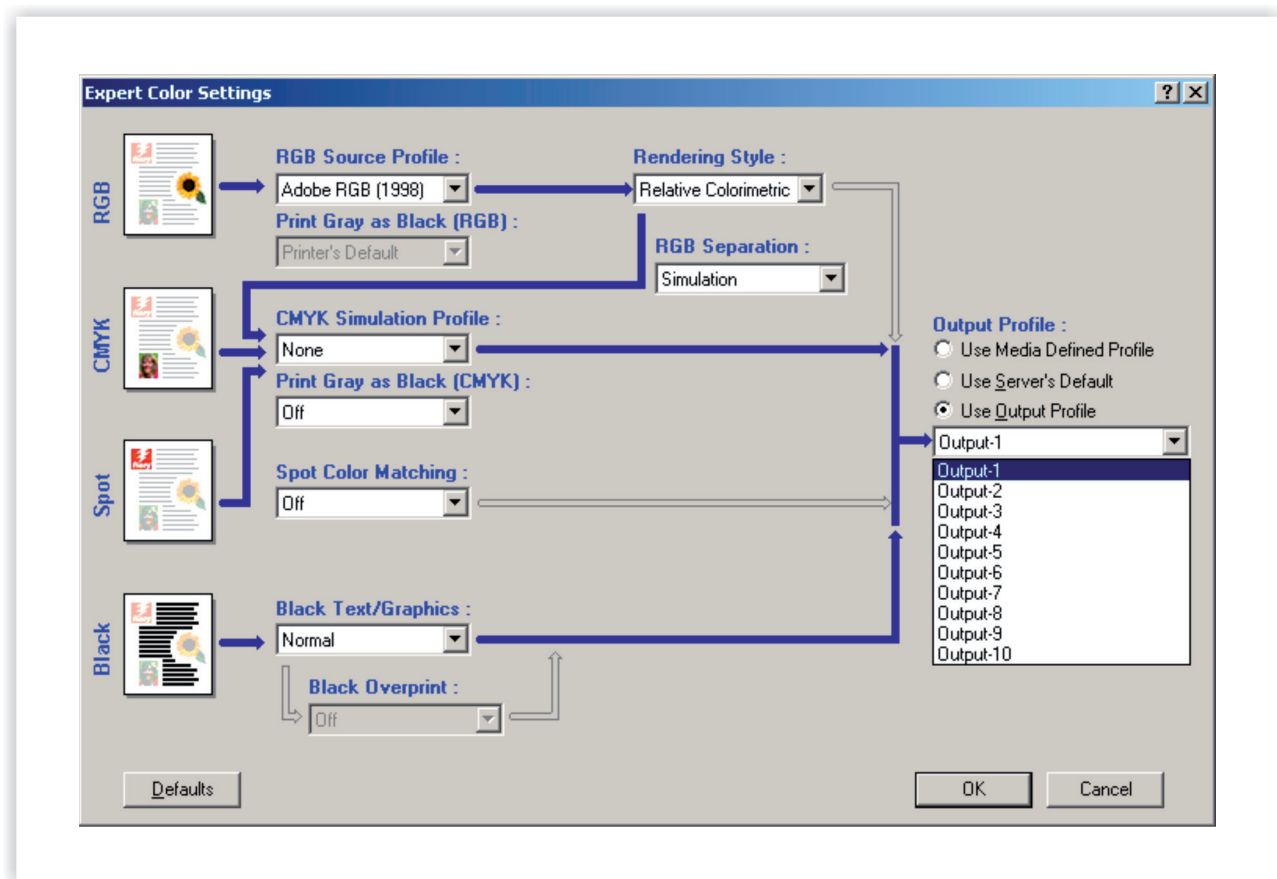 Expert Color Settings
RGB
RGB Source Profile :
Adobe RGB (1998)
Print Gray as Black (RGB) :
Printer's Default
Rendering Style :
Relative Colorimetric
RGB Separation :
Simulation
CMYK
CMYK Simulation Profile :
None
Print Gray as Black (CMYK) :
Off
Spot
Spot Color Matching :
Off
Black
Black Text/Graphics :
Normal
Black Overprint :
Off
Output Profile :
Use Media Defined Profile
Use Server's Default
Use Output Profile
Output-1
Output-1
Output-2
Output-3
Output-4
Output-5
Output-6
Output-7
Output-8
Output-9
Output-10
Defaults
OK
Cancel